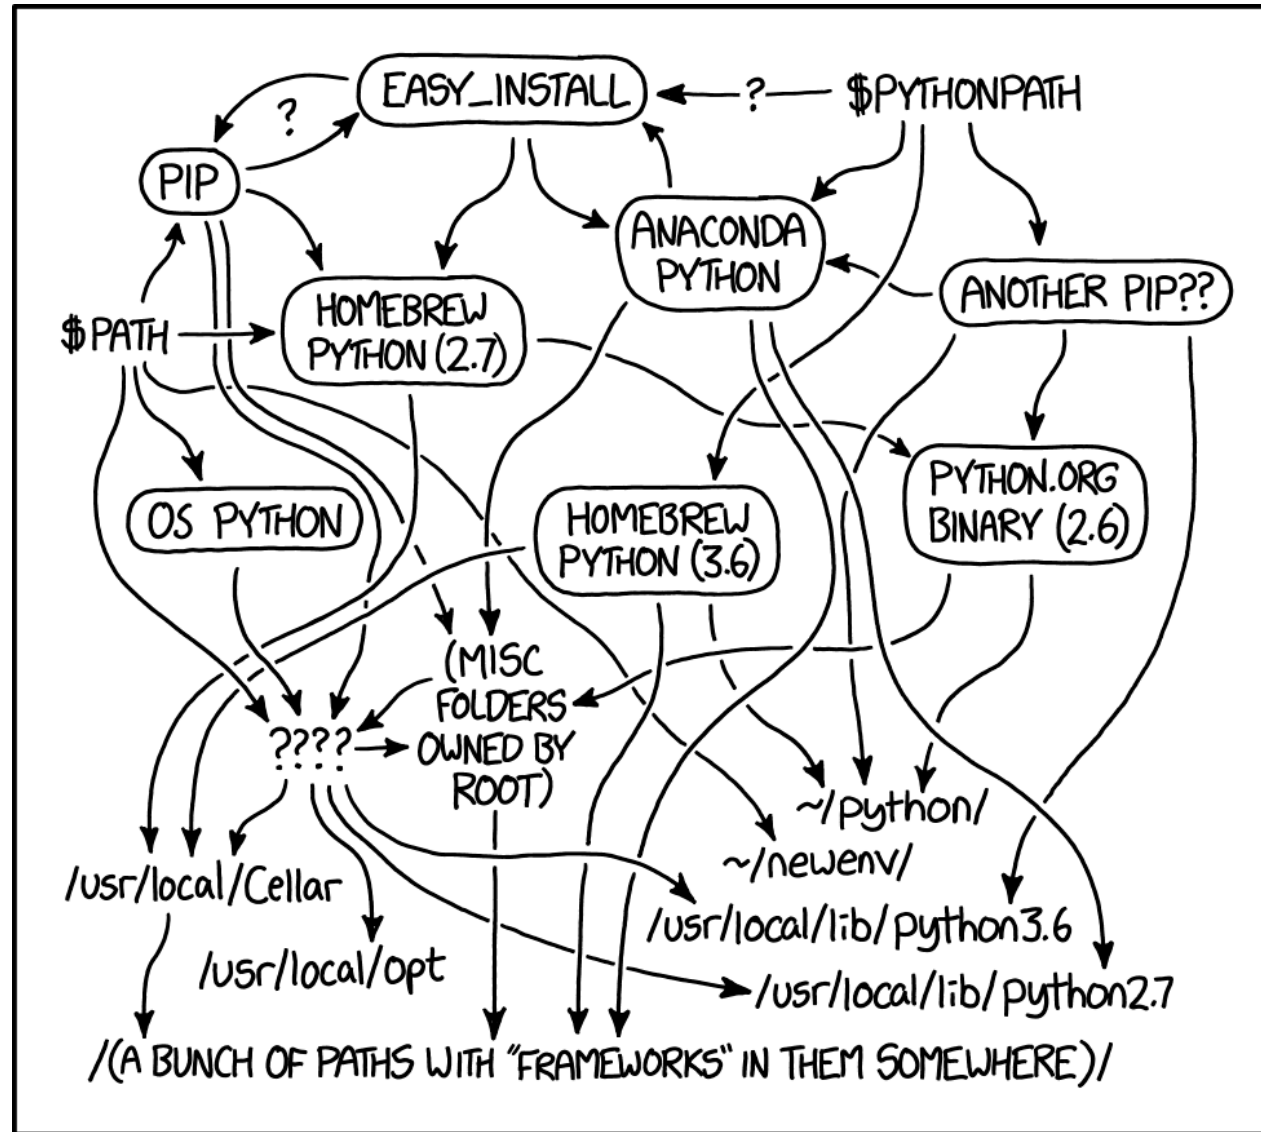 EASY_INSTALL
?
$PYTHONPATH
?
PIP
ANACONDA
PYTHON
ANOTHER PIP??
$PATH
HOMEBREW
PYTHON (2.7)
OS PYTHON
HOMEBREW
PYTHON (3.6)
PYTHON.ORG
BINARY (2.6)
(MISC
FOLDERS
OWNED BY
ROOT)
????
~/python/
~/newenv/
/usr/local/Cellar
/usr/local/opt
/usr/local/lib/python3.6
/usr/local/lib/python2.7
/(A BUNCH OF PATHS WITH "FRAMEWORKS" IN THEM SOMEWHERE)/